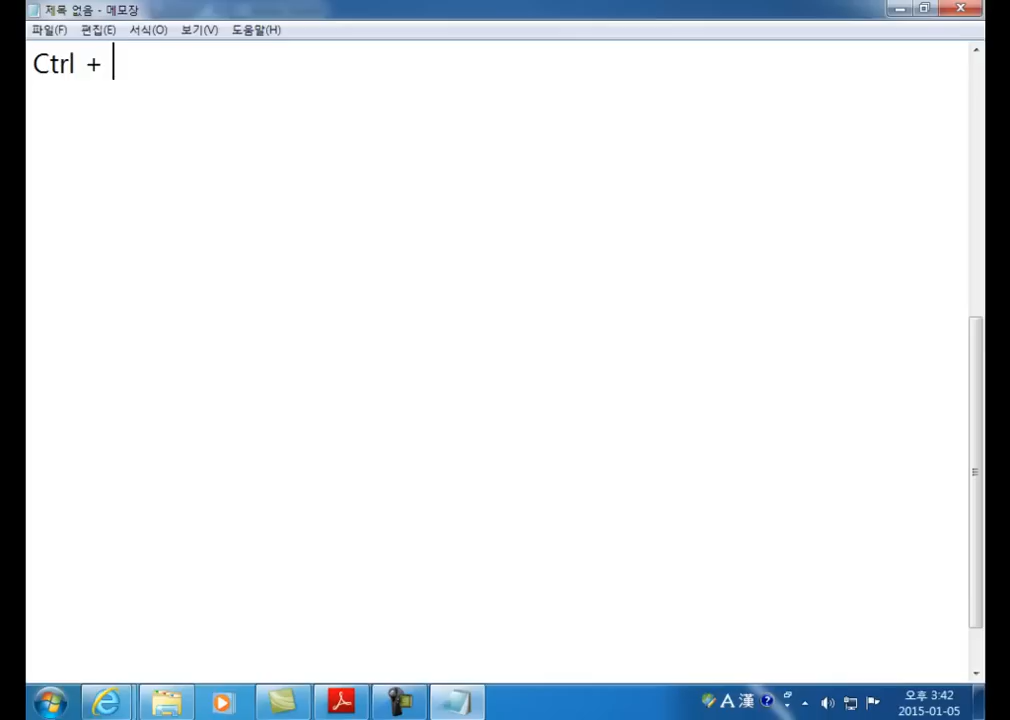 제목 없음 - 메모장
파일(F) 편집(E) 서식(O) 보기(V) 도움말(H)
Ctrl +
A 漢
오후 3:42
2015-01-05